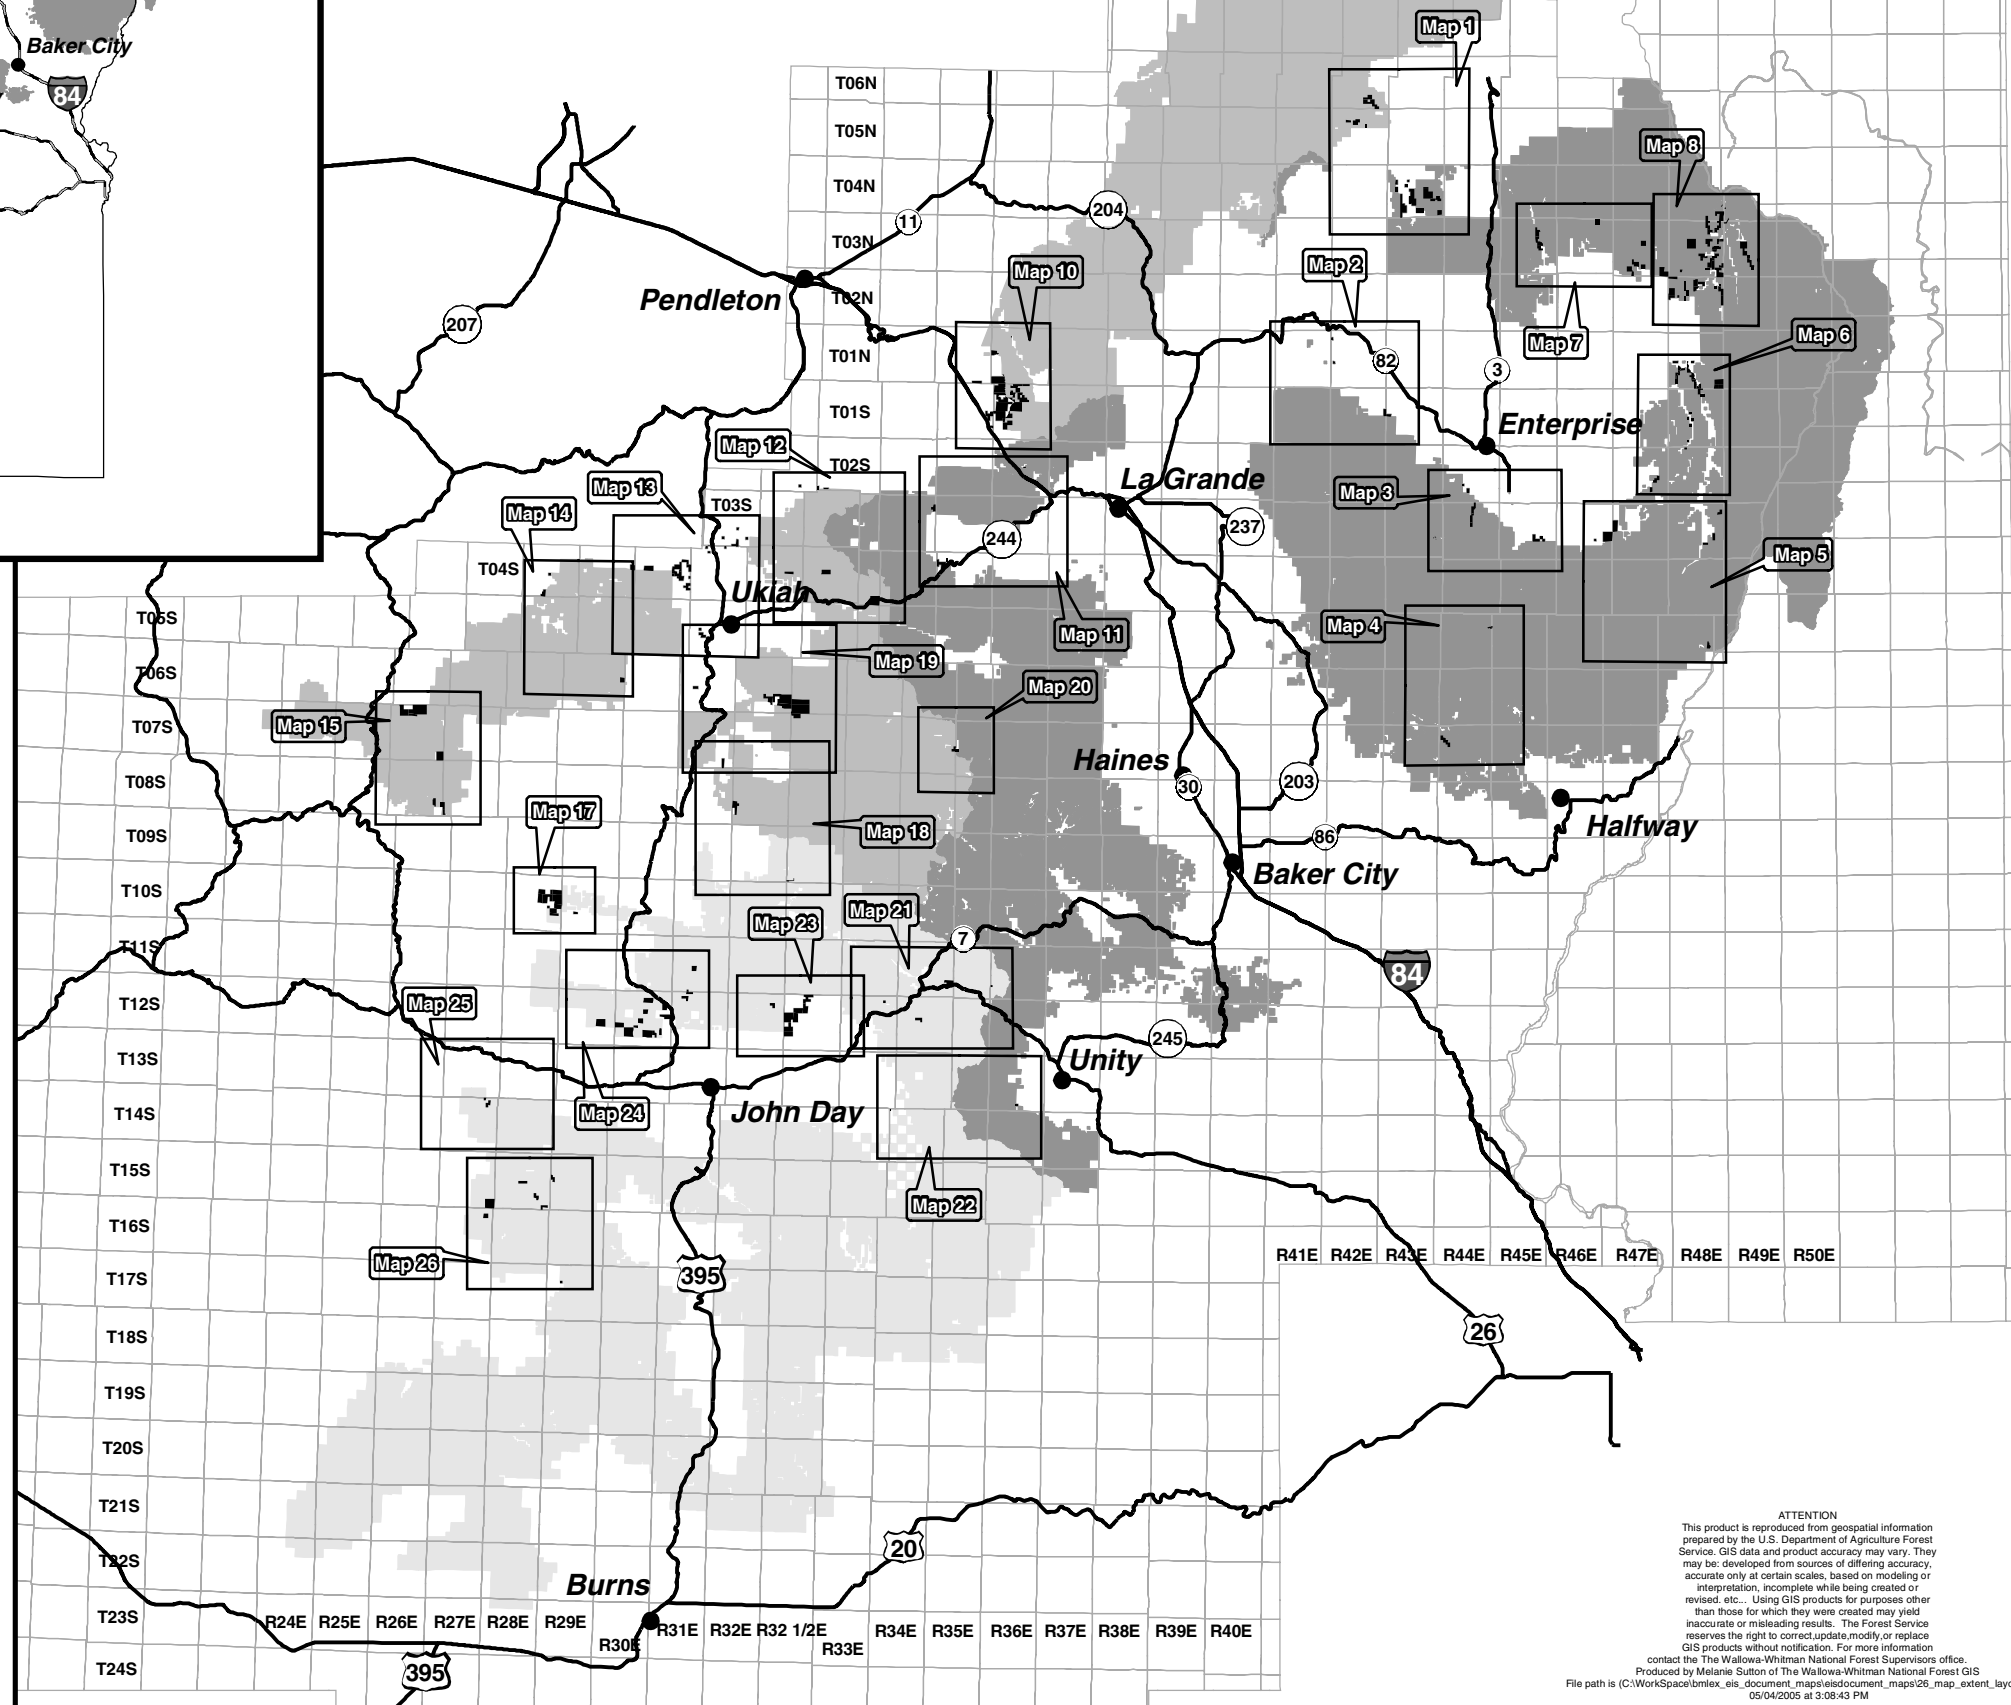 Baker City
84
Map 1
T06N
T05N
Map 8
T04N
204
11
T03N
Map 10
Map 2
Pendleton
T02N
207
Map 6
Map 7
T01N
82
3
T01S
Enterprise
Map 12
T02S
La Grande
Map 13
Map 3
T03S
Map 14
237
244
Map 5
T04S
Ukiah
T05S
Map 4
Map 11
Map 19
T06S
Map 20
Map 15
T07S
Haines
T08S
203
30
Map 17
Halfway
Map 18
T09S
86
Baker City
T10S
Map 21
Map 23
7
T11S
84
Map 25
T12S
245
T13S
Unity
Map 24
John Day
T14S
T15S
Map 22
T16S
R41E R42E R43E R44E R45E R46E R47E R48E R49E R50E
Map 26
T17S
395
26
T18S
T19S
T20S
T21S
20
T22S
Burns
T23S
R24E R25E R26E R27E R28E R29E R30E R31E R32E R32 1/2E R33E R34E R35E R36E R37E R38E R39E R40E
T24S
395
ATTENTION
This product is reproduced from geospatial information
prepared by the U.S. Department of Agriculture Forest
Service. GIS data and product accuracy may vary. They
may be: developed from sources of differing accuracy,
accurate only at certain scales, based on modeling or
interpretation, incomplete while being created or
revised. etc... Using GIS products for purposes other
than those for which they were created may yield
inaccurate or misleading results. The Forest Service
reserves the right to correct,update,modify,or replace
GIS products without notification. For more information
contact the The Wallowa-Whitman National Forest Supervisors office.
Produced by Melanie Sutton of The Wallowa-Whitman National Forest GIS
File path is (C:\WorkSpace\bmlex_eis_document_maps\eisdocument_maps\26_map_extent_lay
05/04/2005 at 3:08:43 PM